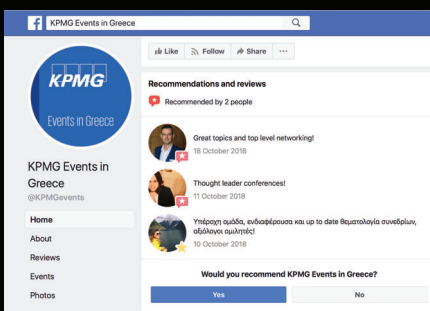 KPMG Events in Greece
Like Follow Share ...
KPMG
Events in Greece
KPMG Events in
Greece
@KPMGevents
Home
About
Reviews
Events
Photos
Recommendations and reviews
Recommended by 2 people
Great topics and top level networking!
18 October 2018
Thought leader conferences!
11 October 2018
Υπέροχη ομάδα, ενδιαφέρουσα και up to date θεματολογία συνεδρίων,
αξιόλογοι ομιλητές!
10 October 2018
Would you recommend KPMG Events in Greece?
Yes No